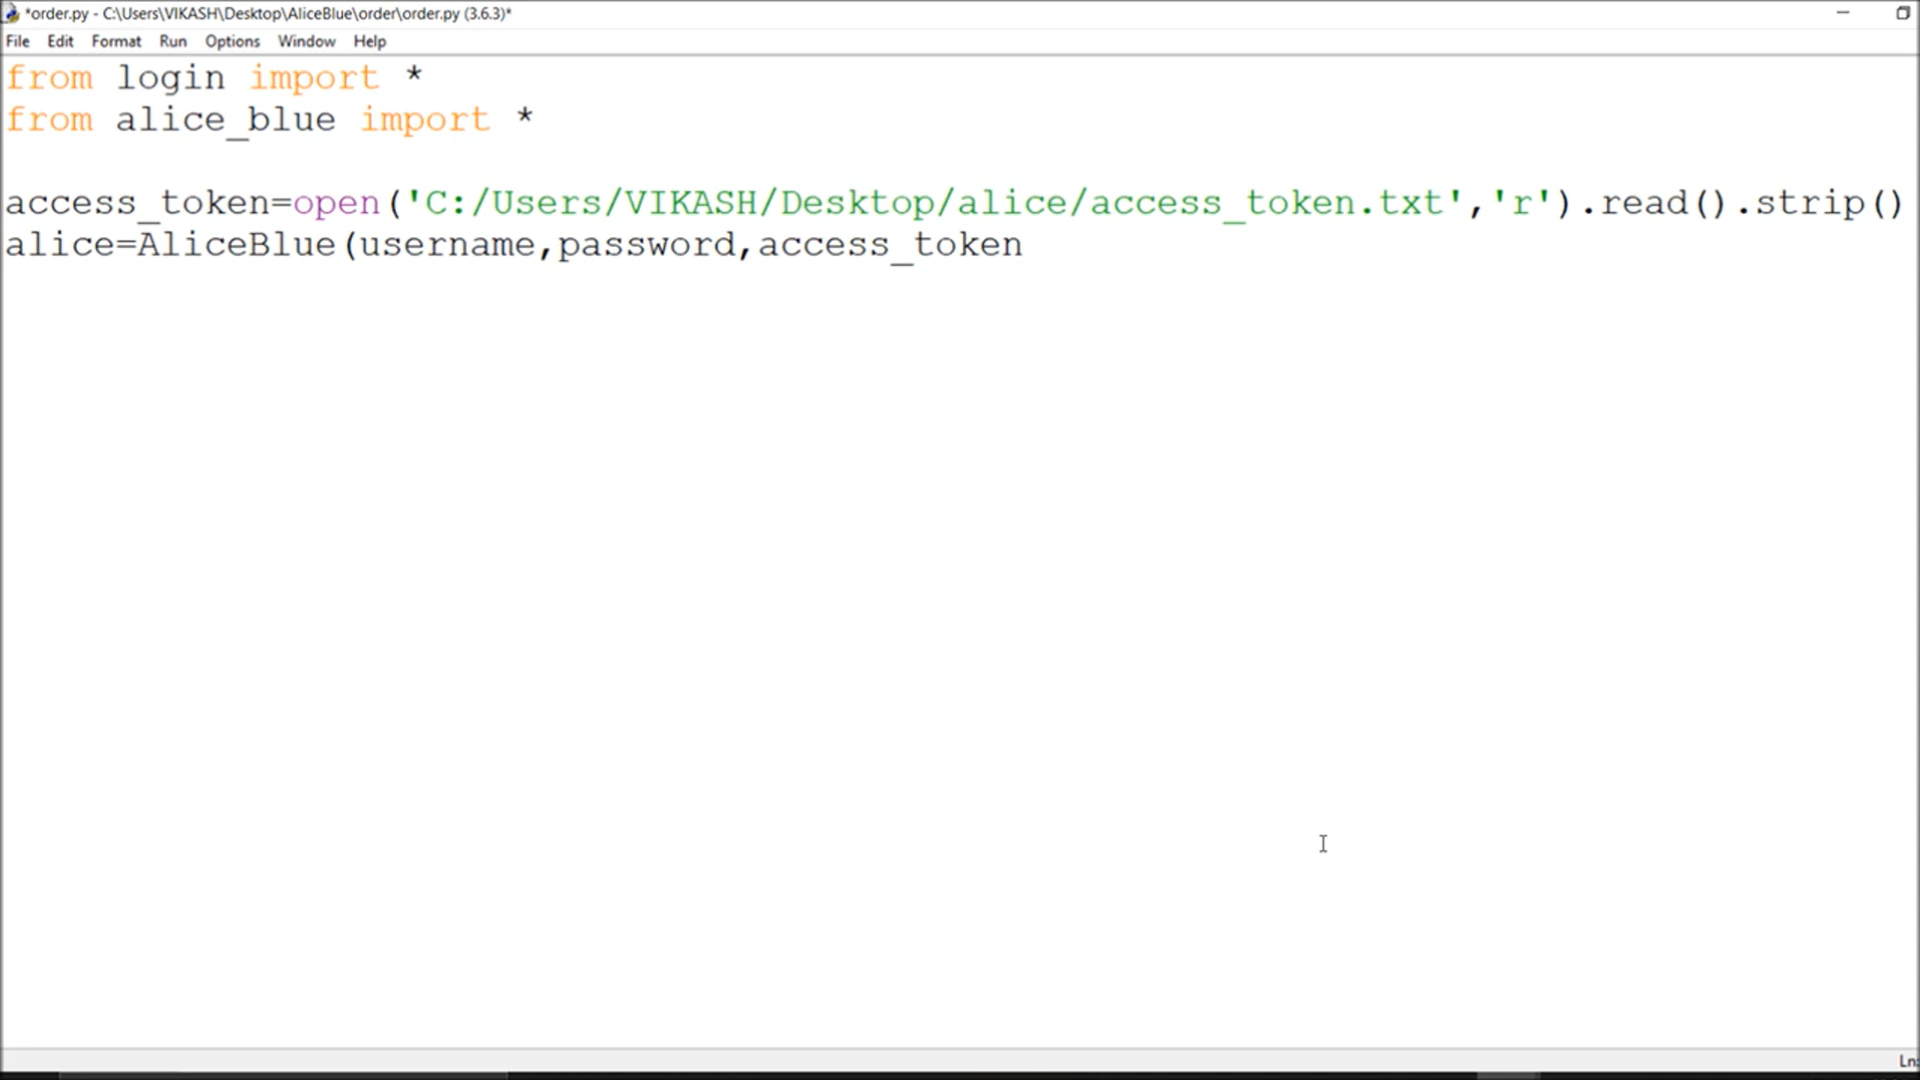 *order.py - C:\Users\VIKASH\Desktop\AliceBlue\order\order.py (3.6.3)*
File Edit Format Run Options Window Help
from login import *
from alice_blue import *
access_token=open('C:/Users/VIKASH/Desktop/alice/access_token.txt','r').read().strip()
alice=AliceBlue(username,password,access_token
Ln: